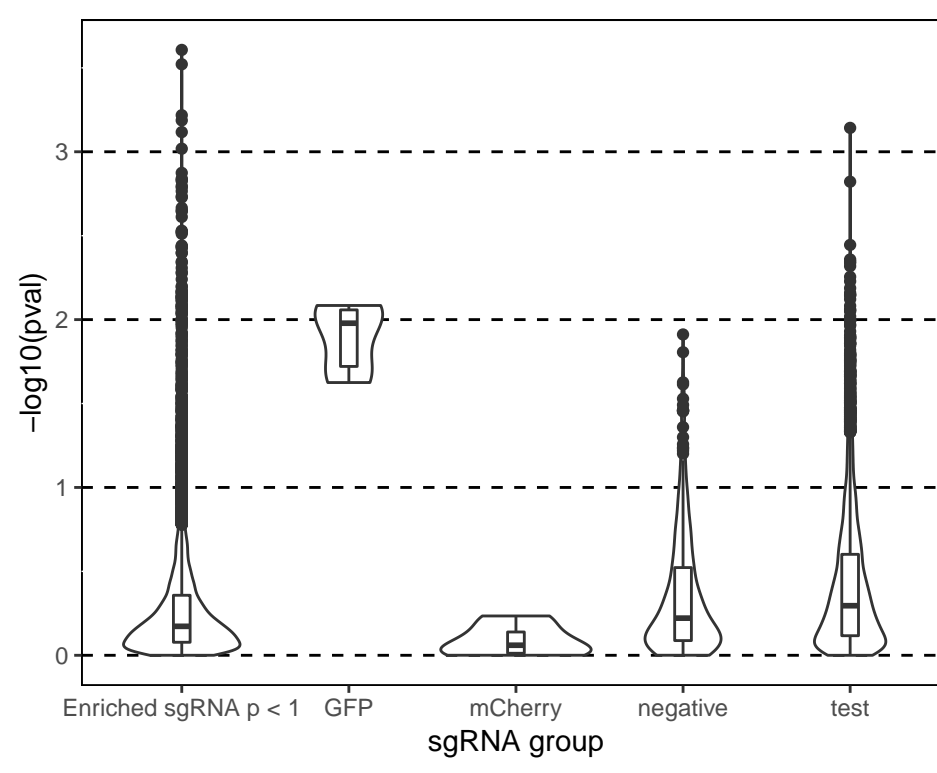 −log10(pval)
3
2
1
0
Enriched sgRNA p < 1 GFP mCherry negative test
sgRNA group